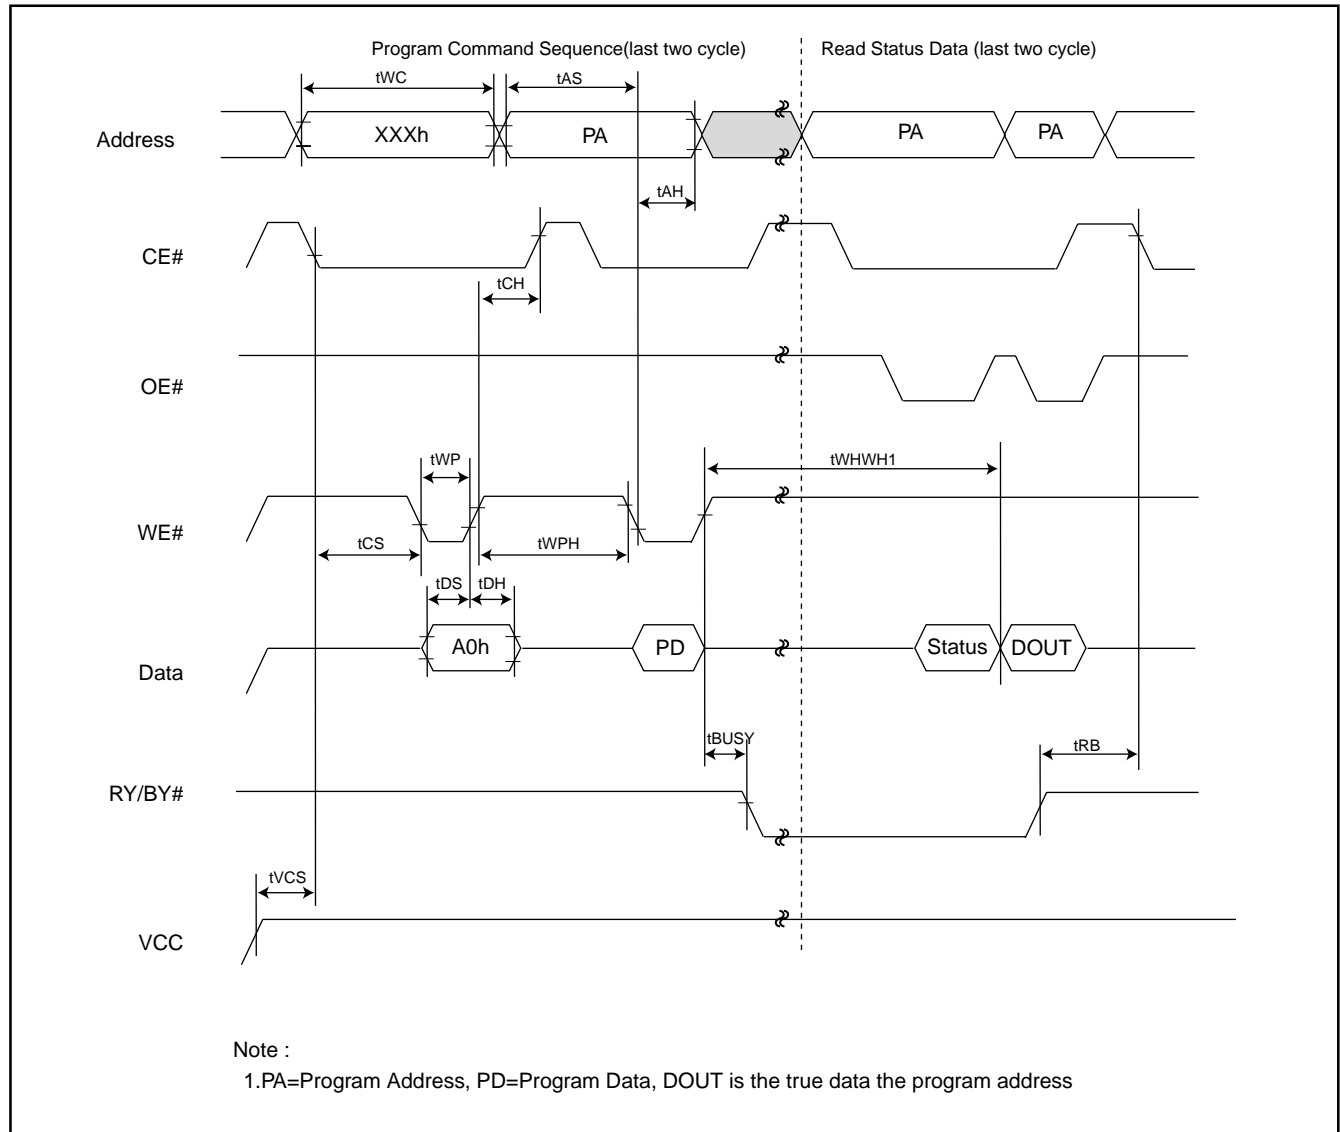 Program Command Sequence(last two cycle)
Read Status Data (last two cycle)
tWC
tAS
Address
XXXh
PA
PA
PA
tAH
CE#
tCH
OE#
tWP
tWHWH1
WE#
tCS
tWPH
tDS
tDH
Data
A0h
PD
Status
DOUT
tBUSY
tRB
RY/BY#
tVCS
VCC
Note :
1.PA=Program Address, PD=Program Data, DOUT is the true data the program address